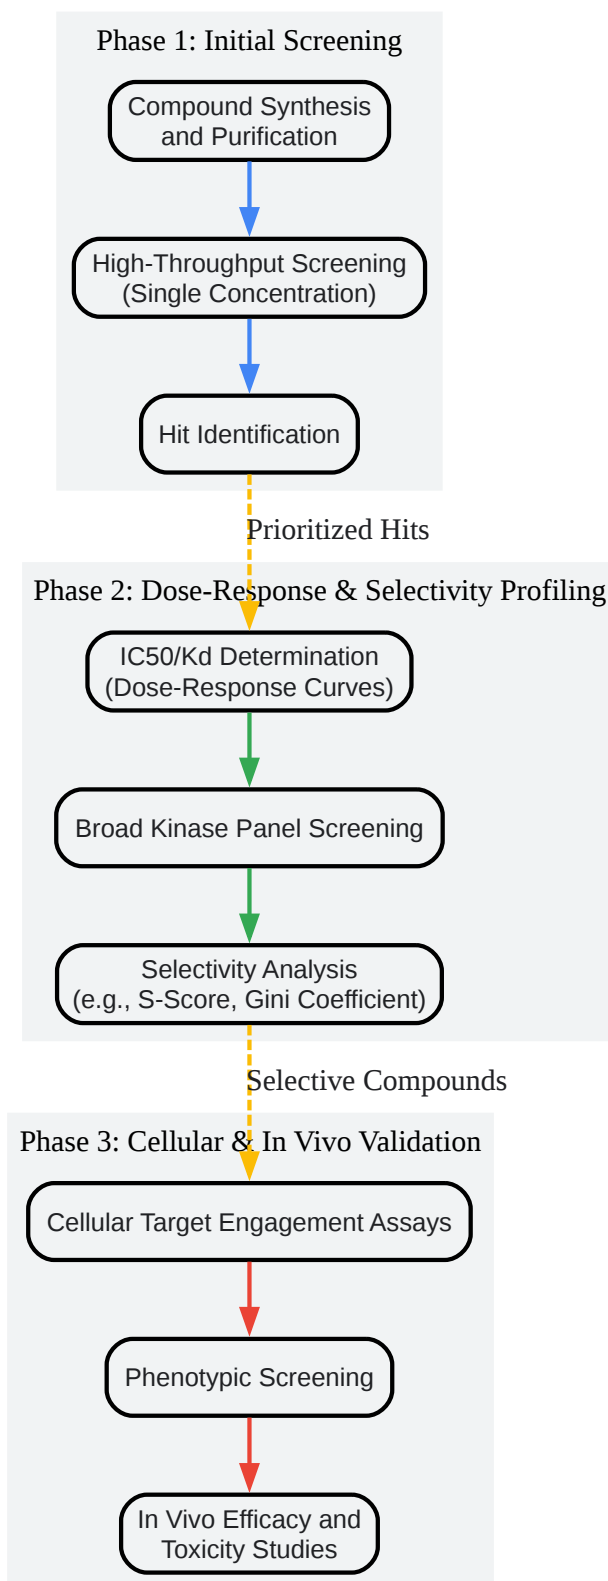 Phase 1: Initial Screening
Compound Synthesis
and Purification
High-Throughput Screening
(Single Concentration)
Hit Identification
Prioritized Hits
Phase 2: Dose-Response & Selectivity Profiling
IC50/Kd Determination
(Dose-Response Curves)
Broad Kinase Panel Screening
Selectivity Analysis
(e.g., S-Score, Gini Coefficient)
Selective Compounds
Phase 3: Cellular & In Vivo Validation
Cellular Target Engagement Assays
Phenotypic Screening
In Vivo Efficacy and
Toxicity Studies